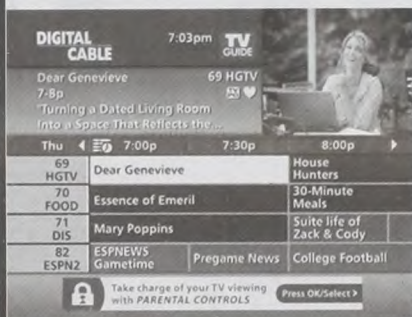 DIGITAL CABLE
7:03pm
TV GUIDE
Dear Genevieve 69 HGTV
7-8p
"Turning a Dated Living Room
Into a Space That Reflects the...
Thu 7:00p 7:30p 8:00p
69 HGTV Dear Genevieve House Hunters
70 FOOD Essence of Emeril 30-Minute Meals
71 DIS Mary Poppins Suite life of Zack & Cody
82 ESPN2 ESPNEWS Gametime Pregame News College Football
Take charge of your TV viewing
with PARENTAL CONTROLS
Press OK/Select >